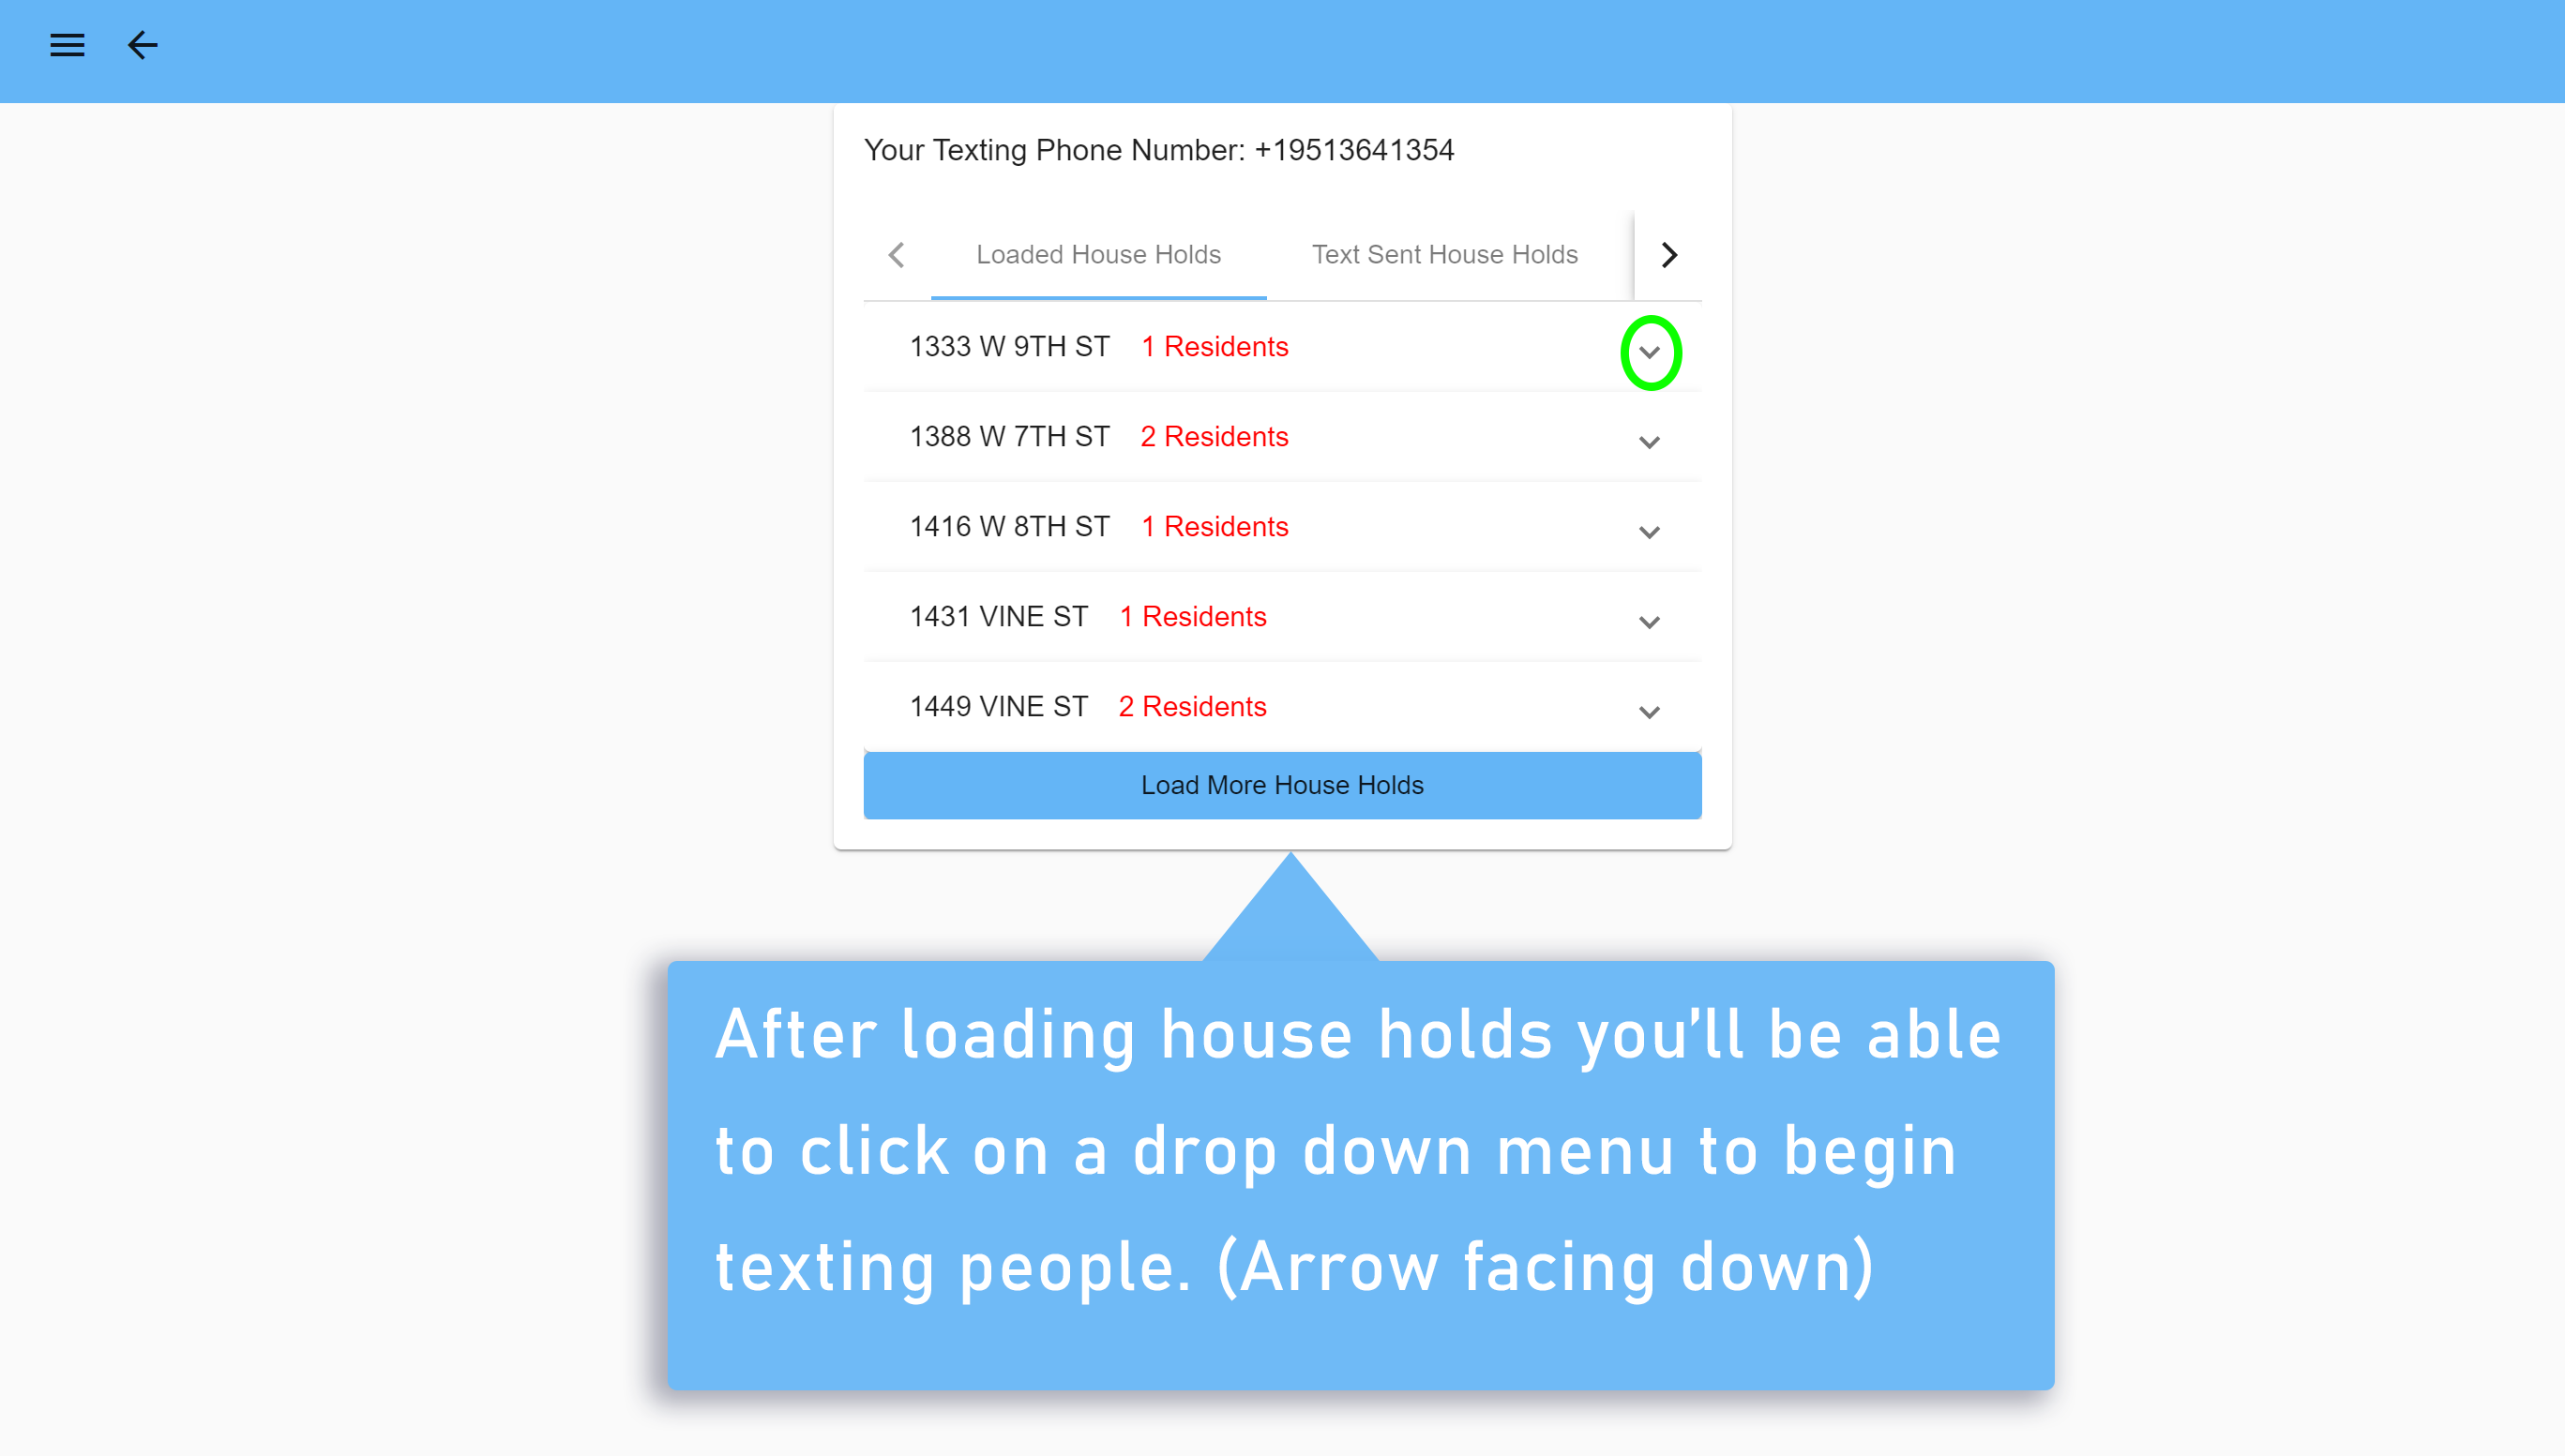 Your Texting Phone Number: +19513641354
Loaded House Holds
Text Sent House Holds
1333 W 9TH ST 1 Residents
1388 W 7TH ST 2 Residents
1416 W 8TH ST 1 Residents
1431 VINE ST 1 Residents
1449 VINE ST 2 Residents
Load More House Holds
After loading house holds you’ll be able
to click on a drop down menu to begin
texting people. (Arrow facing down)